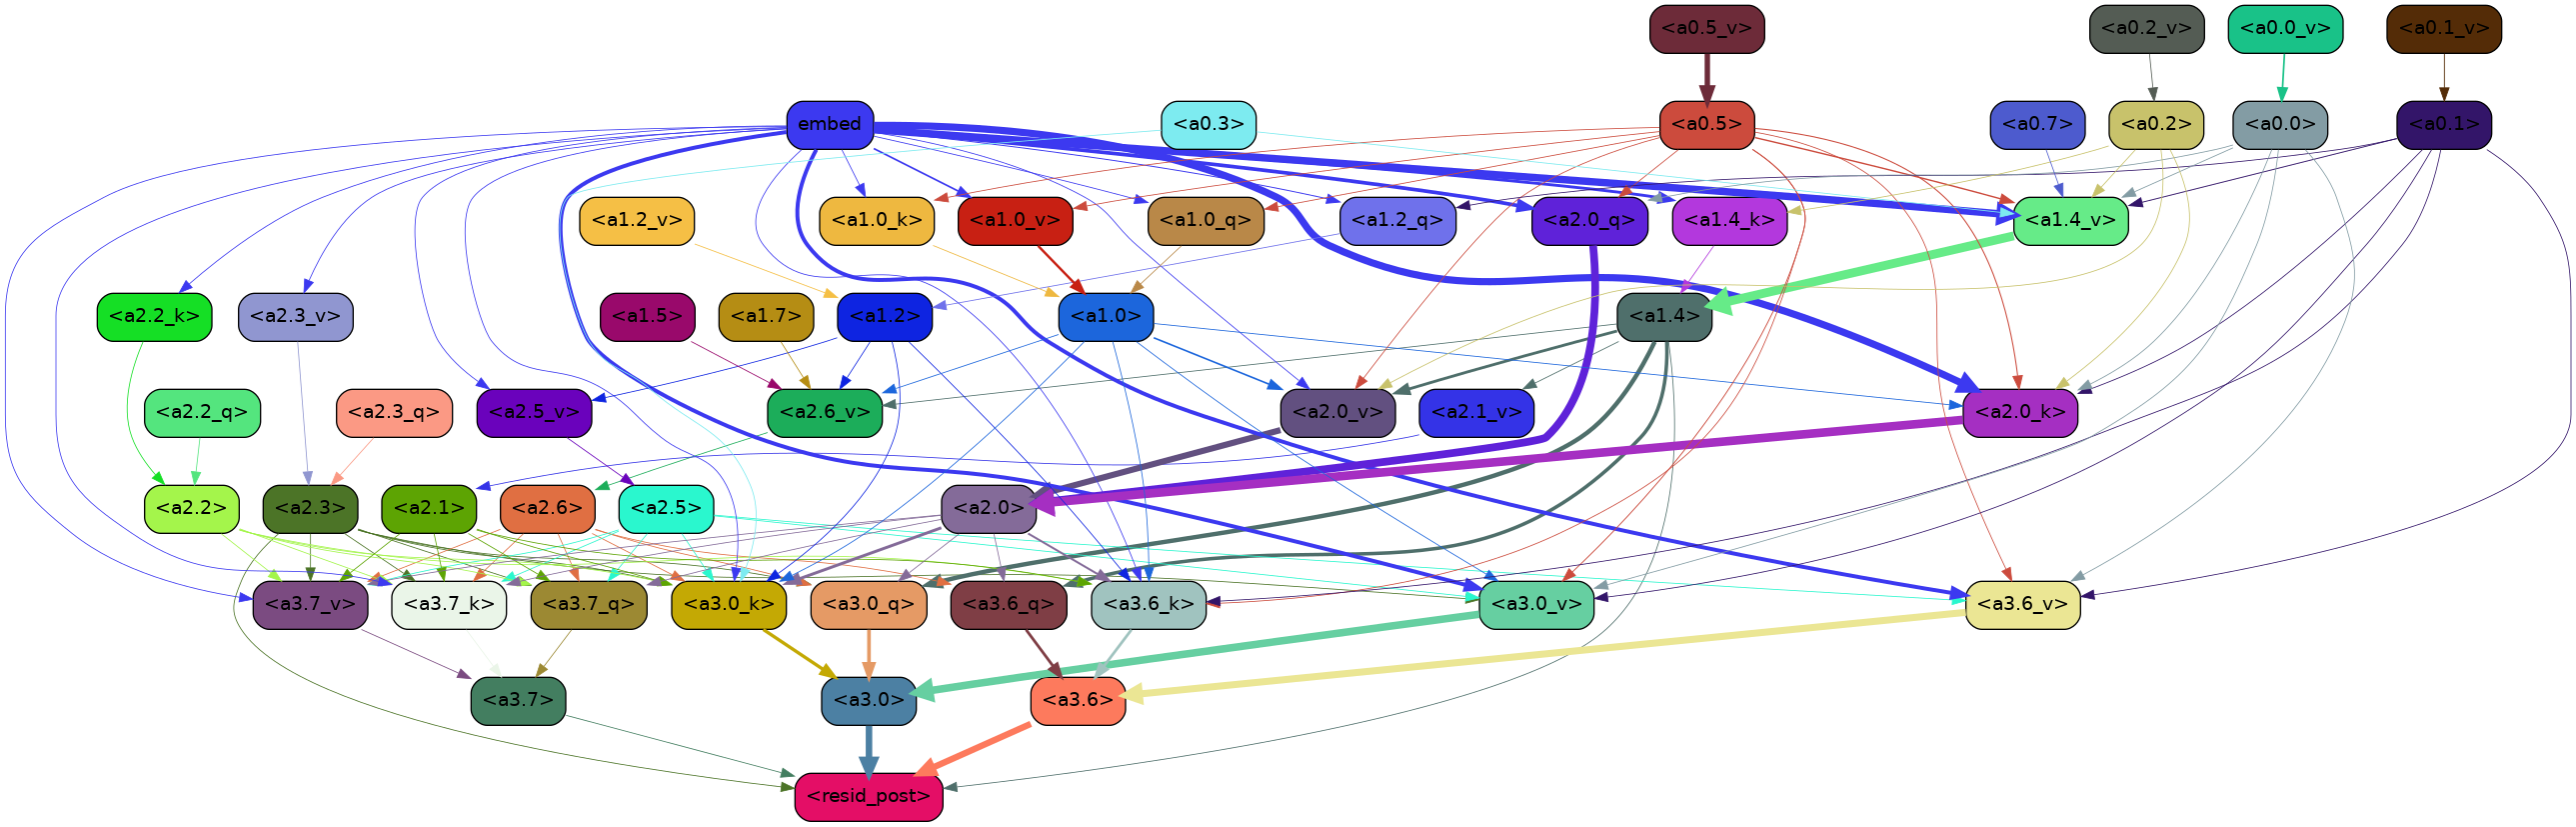 <a0.5_v>
<a0.2_v>
<a0.0_v>
<a0.1_v>
embed
<a0.3>
<a0.5>
<a0.7>
<a0.2>
<a0.0>
<a0.1>
<a1.2_v>
<a1.0_k>
<a1.0_v>
<a1.0_q>
<a1.2_q>
<a2.0_q>
<a1.4_k>
<a1.4_v>
<a2.2_k>
<a2.3_v>
<a1.5>
<a1.7>
<a1.2>
<a1.0>
<a1.4>
<a2.2_q>
<a2.3_q>
<a2.5_v>
<a2.6_v>
<a2.0_v>
<a2.1_v>
<a2.0_k>
<a2.2>
<a2.3>
<a2.1>
<a2.6>
<a2.5>
<a2.0>
<a3.7_v>
<a3.7_k>
<a3.7_q>
<a3.0_k>
<a3.0_q>
<a3.6_q>
<a3.6_k>
<a3.0_v>
<a3.6_v>
<a3.7>
<a3.0>
<a3.6>
<resid_post>